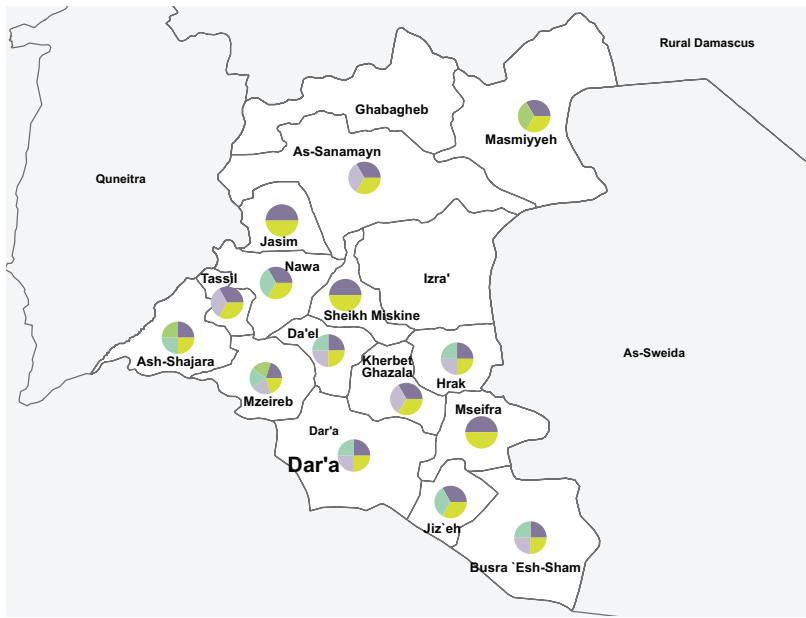 Rural Damascus
Ghabagheb
Masmiyyeh
As-Sanamayn
Quneitra
Jasim
Nawa
Tassil
Izra'
Sheikh Miskine
Da'el
As-Sweida
Ash-Shajara
Kherbet
Ghazala
Hrak
Mzeireb
Mseifra
Dar'a
Dar'a
Jiz`eh
Busra `Esh-Sham